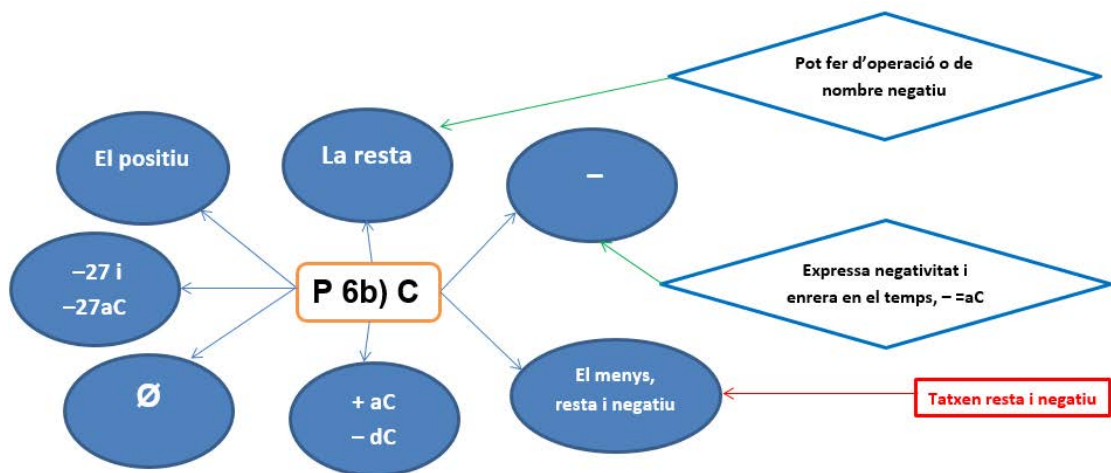 Pot fer d’operació o de
nombre negatiu
El positiu
La resta
–
–27 i
–27aC
P 6b) C
Expressa negativitat i
enrera en el temps, – =aC
Ø
+ aC
– dC
El menys,
resta i negatiu
Tatxen resta i negatiu